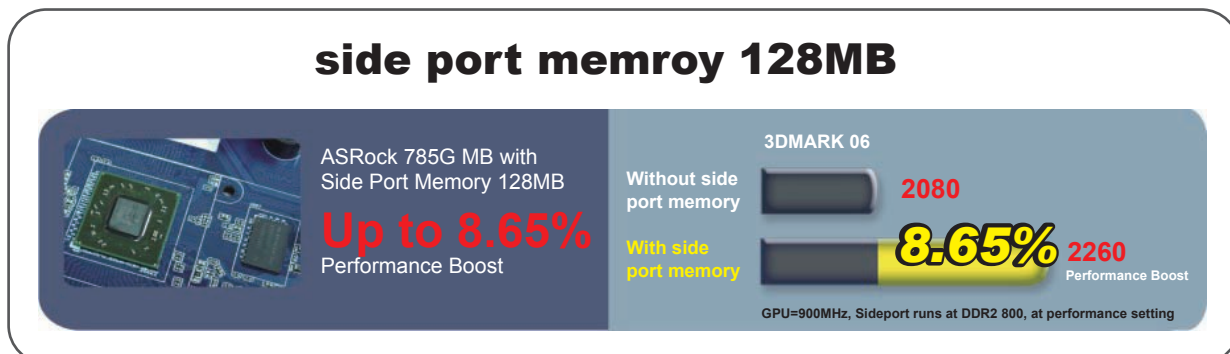 side port memroy 128MB
ASRock 785G MB with
Side Port Memory 128MB
Up to 8.65%
Performance Boost
3DMARK 06
Without side
port memory
2080
With side
port memory
8.65%
2260
Performance Boost
GPU=900MHz, Sideport runs at DDR2 800, at performance setting